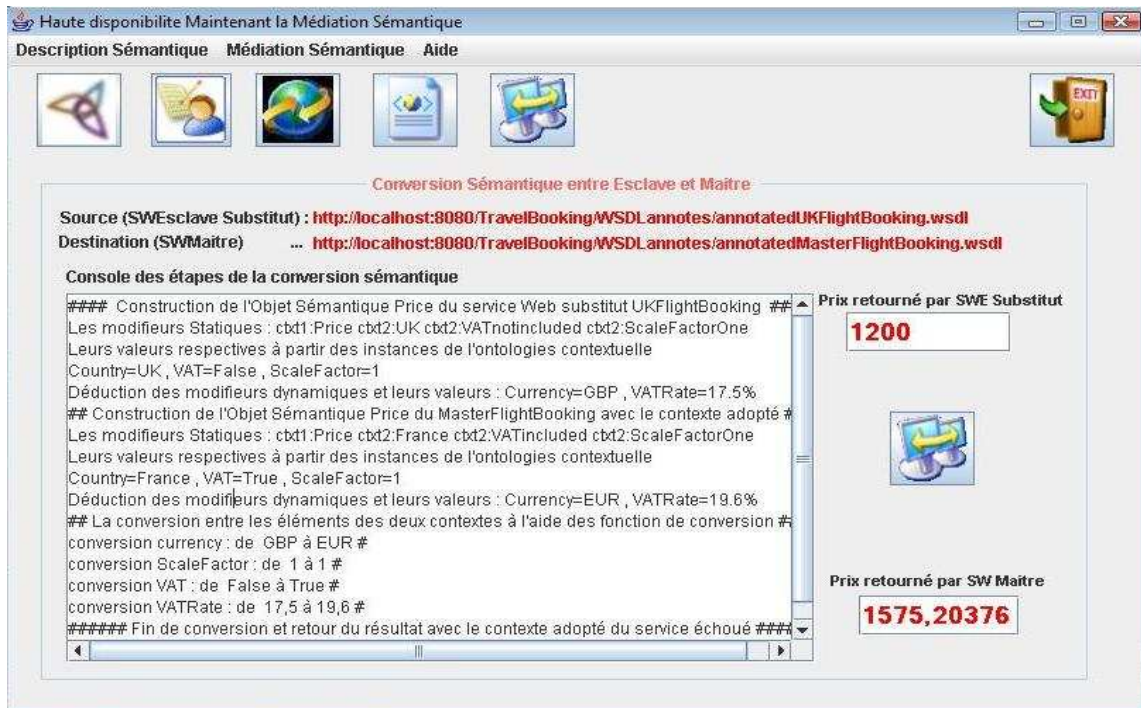 Haute disponibilite Maintenant la Médiation Sémantique
Description Sémantique Médiation Sémantique Aide
EXIT
Conversion Sémantique entre Esclave et Maitre
Source (SWEsclave Substitut) : http://localhost:8080/TravelBooking/WSDLannotes/annotatedUKFlightBooking.wsdl
Destination (SWMaitre) ... http://localhost:8080/TravelBooking/WSDLannotes/annotatedMasterFlightBooking.wsdl
Console des étapes de la conversion sémantique
#### Construction de l'Objet Sémantique Price du service Web substitut UKFlightBooking ##
Les modifieurs Statiques : ctxt1:Price ctxt2:UK ctxt2:VATnotincluded ctxt2:ScaleFactorOne
Leurs valeurs respectives à partir des instances de l'ontologies contextuelle
Country=UK , VAT=False , ScaleFactor=1
Déduction des modifieurs dynamiques et leurs valeurs : Currency=GBP , VATRate=17.5%
## Construction de l'Objet Sémantique Price du MasterFlightBooking avec le contexte adopté #
Les modifieurs Statiques : ctxt1:Price ctxt2:France ctxt2:VATincluded ctxt2:ScaleFactorOne
Leurs valeurs respectives à partir des instances de l'ontologies contextuelle
Country=France , VAT=True , ScaleFactor=1
Déduction des modifieurs dynamiques et leurs valeurs : Currency=EUR , VATRate=19.6%
## La conversion entre les éléments des deux contextes à l'aide des fonction de conversion #
conversion currency : de GBP à EUR #
conversion ScaleFactor : de 1 à 1 #
conversion VAT : de False à True #
conversion VATRate : de 17,5 à 19,6 #
###### Fin de conversion et retour du résultat avec le contexte adopté du service échoué ####
Prix retourné par SWE Substitut
1200
Prix retourné par SW Maitre
1575,20376